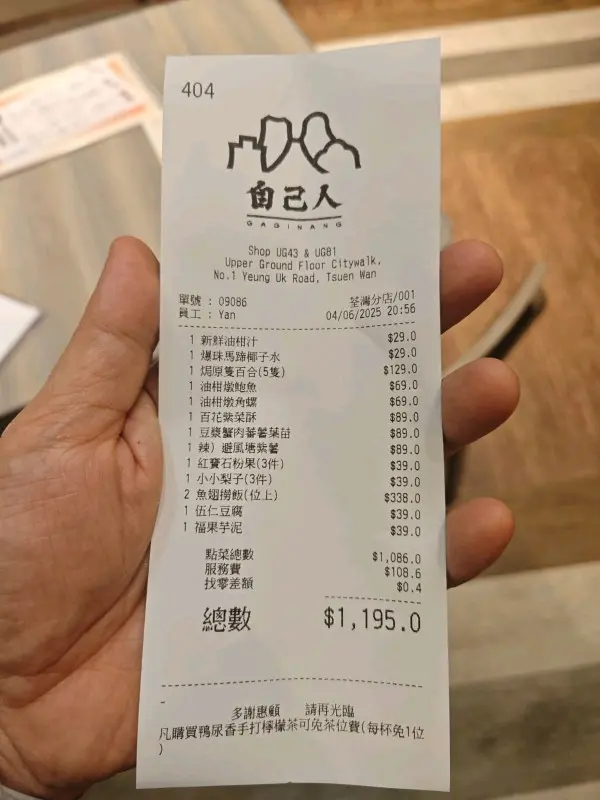 404
自己人
GAGINANG
Shop UG43 & UG81
Upper Ground Floor Citywalk,
No.1 Yeung Uk Road, Tsuen Wan
單號 : 09086 荃灣分店/001
員工 : Yan 04/06/2025 20:56
1 新鮮油柑汁 $29.0
1 爆珠馬蹄椰子水 $29.0
1 焗原隻百合(5隻) $129.0
1 油柑燉鮑魚 $69.0
1 油柑燉角螺 $69.0
1 百花紫菜酥 $89.0
1 豆漿蟹肉蕃薯葉苗 $89.0
1 辣）避風塘紫薯 $89.0
1 紅寶石粉果(3件) $39.0
1 小小梨子(3件) $39.0
2 魚翅撈飯(位上) $338.0
1 伍仁豆腐 $39.0
1 福果芋泥 $39.0
點菜總數 $1,086.0
服務費 $108.6
找零差額 $0.4
總數 $1,195.0
多謝惠顧 請再光臨
凡購買鴨尿香手打檸檬茶可免茶位費(每杯免1位
)